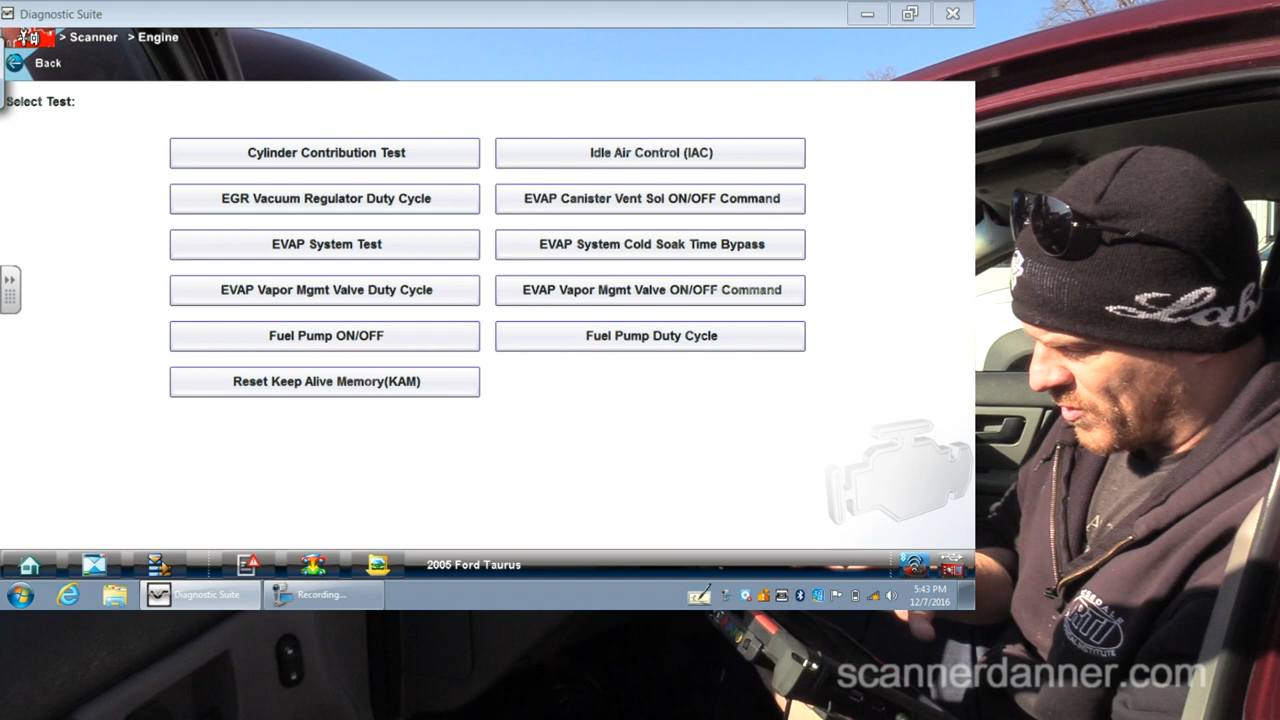 Diagnostic Suite
> Scanner > Engine
Back
Select Test:
Cylinder Contribution Test
Idle Air Control (IAC)
EGR Vacuum Regulator Duty Cycle
EVAP Canister Vent Sol ON/OFF Command
EVAP System Test
EVAP System Cold Soak Time Bypass
EVAP Vapor Mgmt Valve Duty Cycle
EVAP Vapor Mgmt Valve ON/OFF Command
Fuel Pump ON/OFF
Fuel Pump Duty Cycle
Reset Keep Alive Memory(KAM)
2005 Ford Taurus
Diagnostic Suite
Recording...
5:43 PM
12/7/2016
Lab
RTI
scannerdanner.com